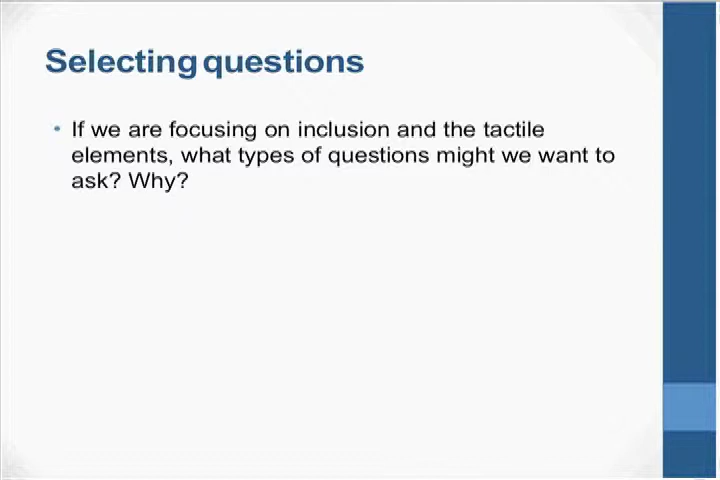 Selecting questions
• If we are focusing on inclusion and the tactile
elements, what types of questions might we want to
ask? Why?